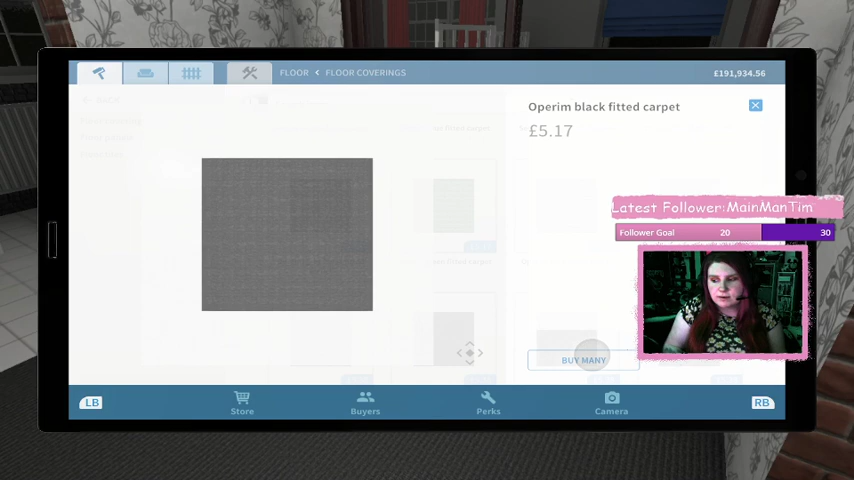 FLOOR < FLOOR COVERINGS
£191,934.56
BACK
Operim black fitted carpet
£5.17
Latest Follower:MainManTim
Follower Goal 20 30
BUY MANY
LB
Store
Buyers
Perks
Camera
RB